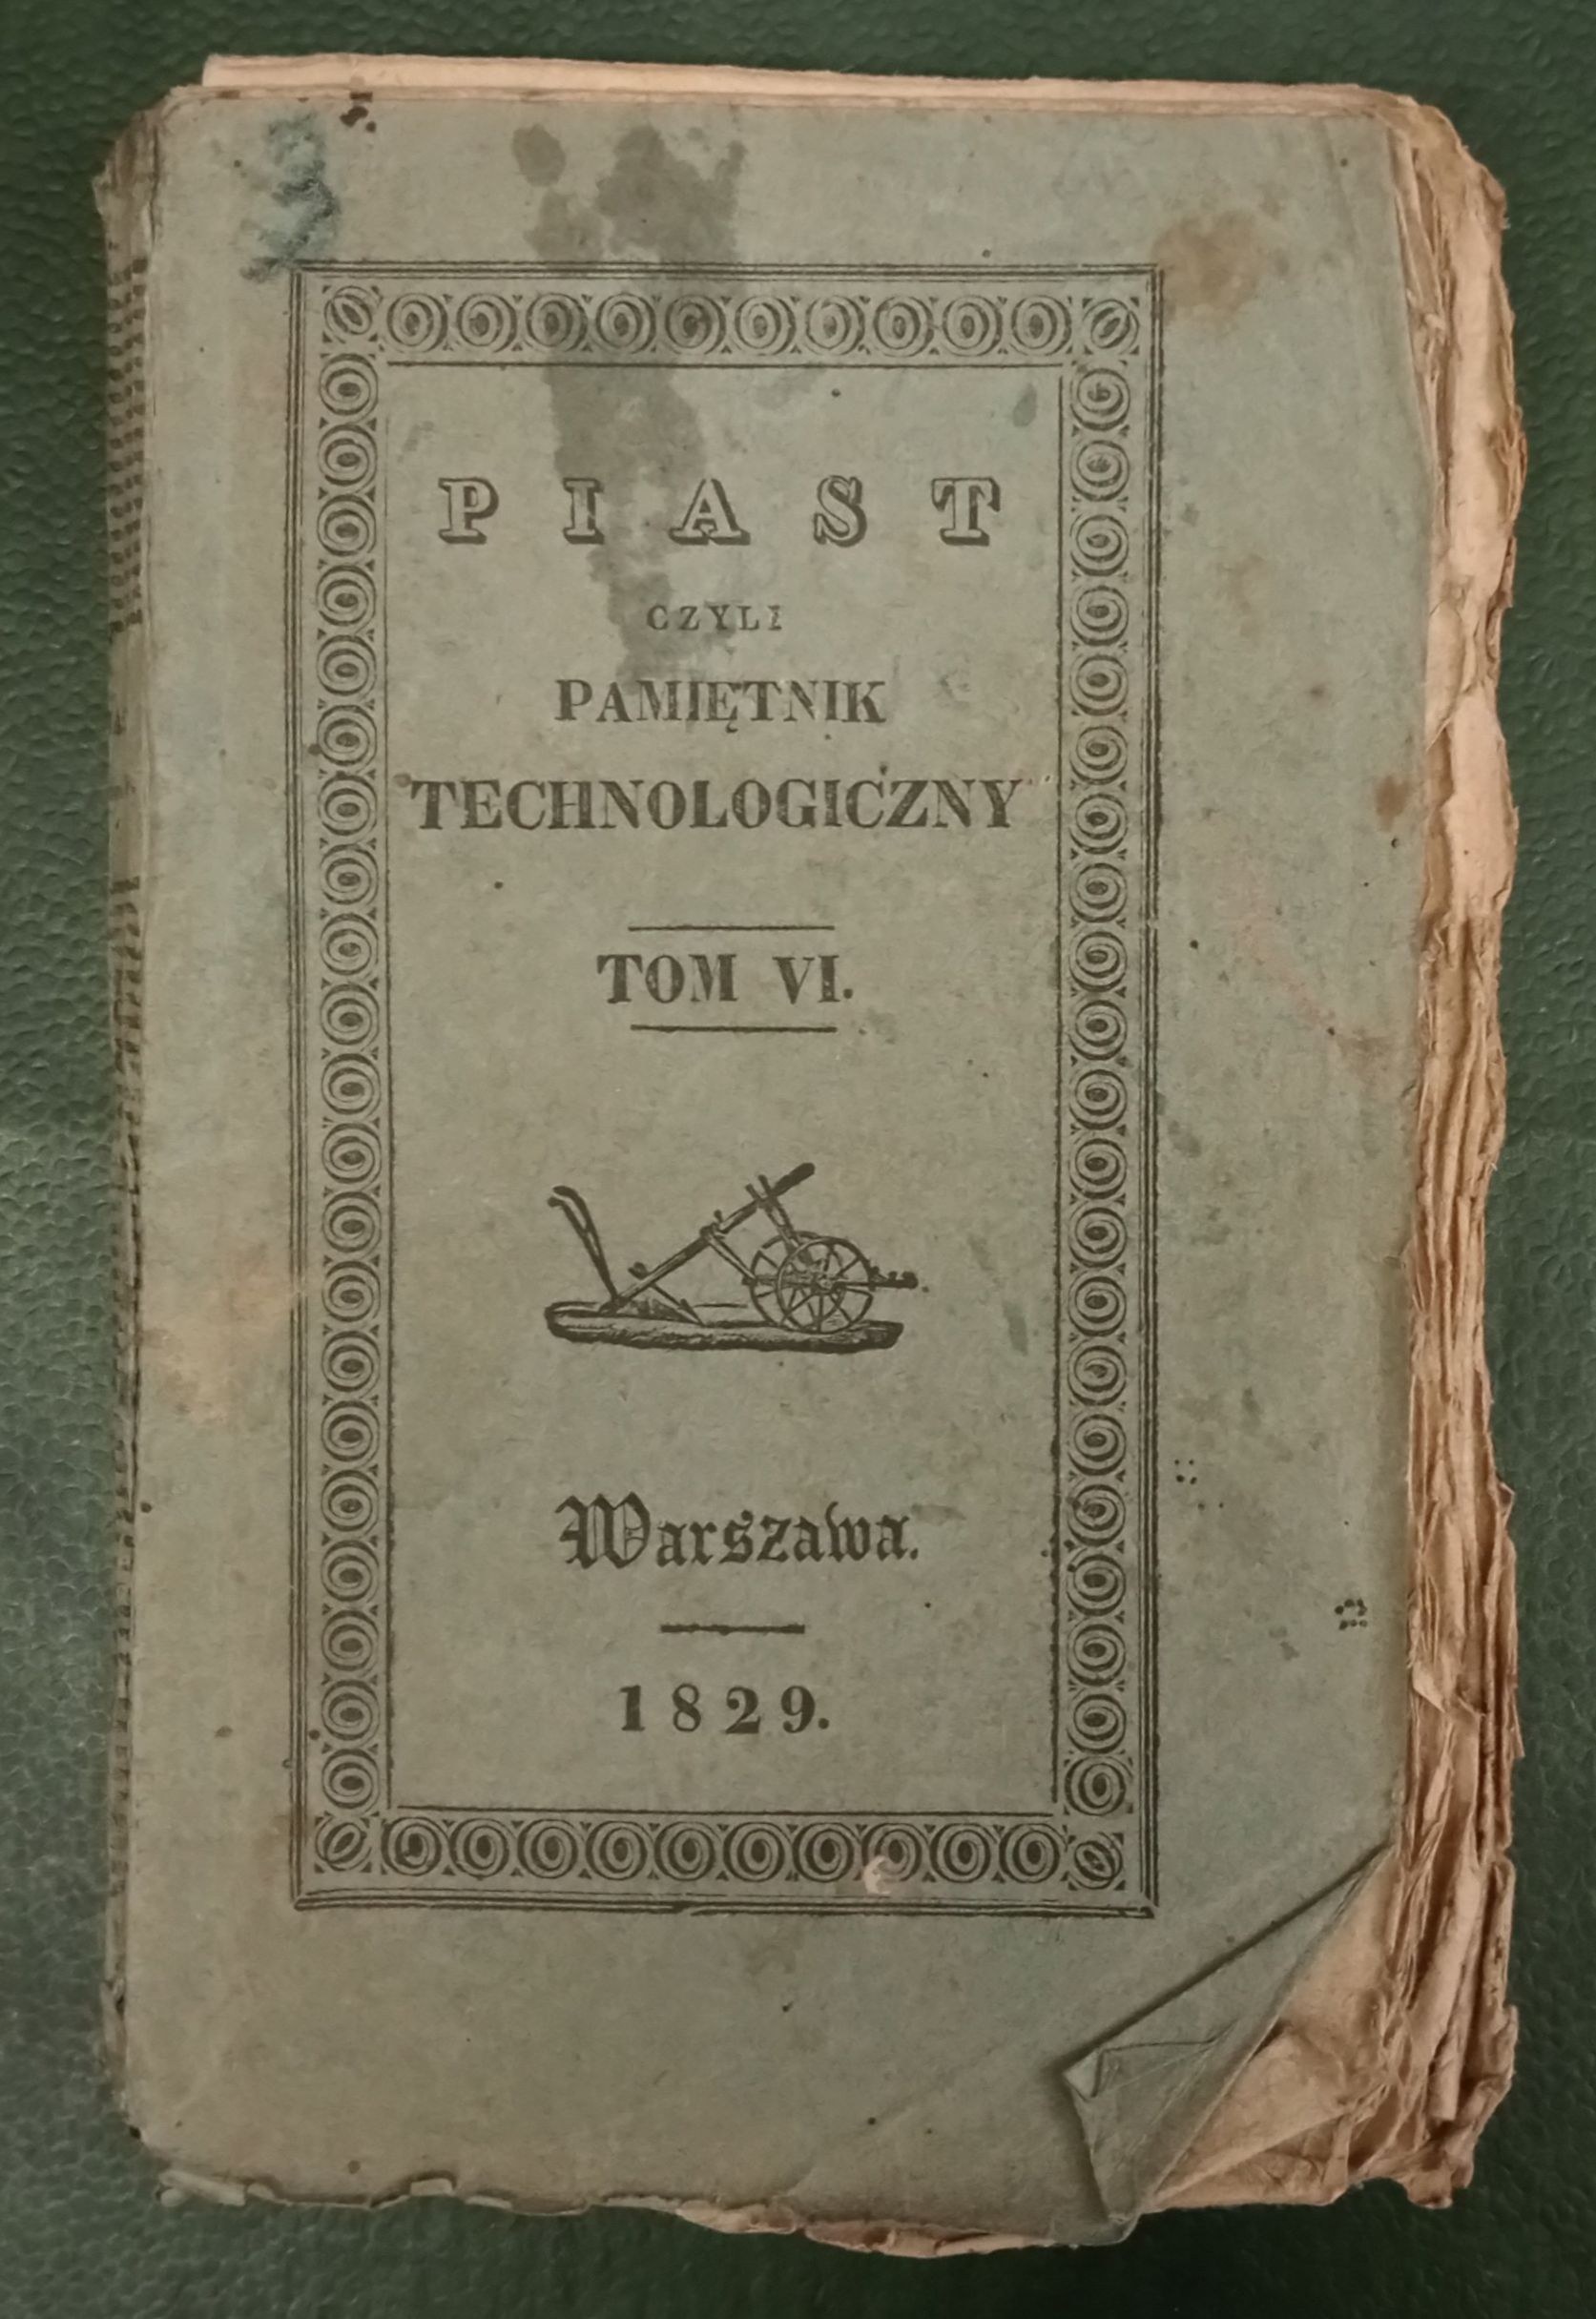 PIAST
CZYLI
PAMIĘTNIK
TECHNOLOGICZNY
TOM VI.
Warszawa.
1829.